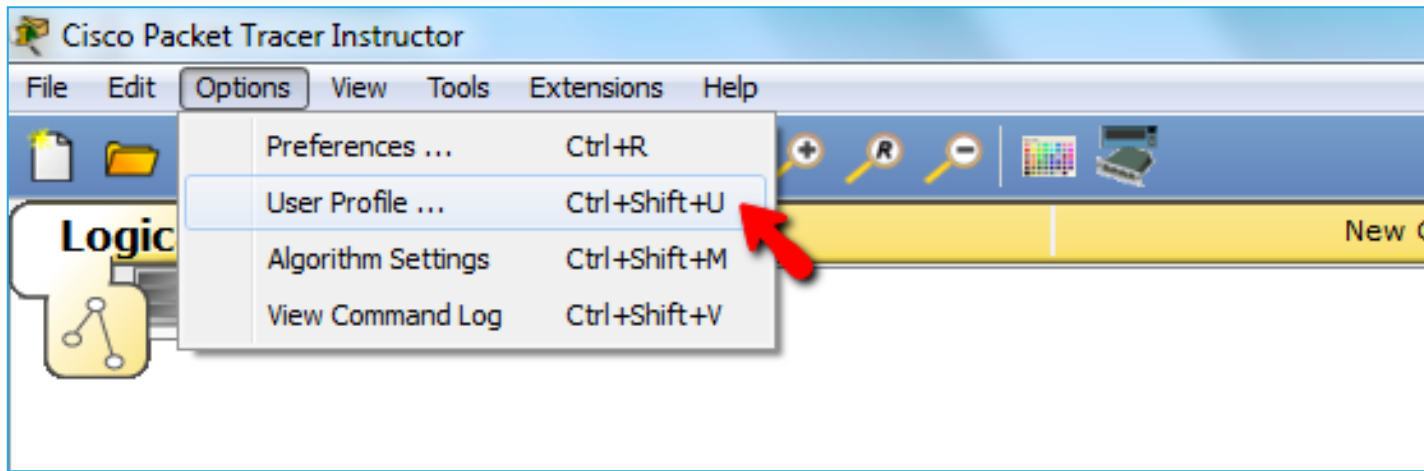 Cisco Packet Tracer Instructor
File Edit Options View Tools Extensions Help
Preferences ... Ctrl+R
User Profile ... Ctrl+Shift+U
Algorithm Settings Ctrl+Shift+M
View Command Log Ctrl+Shift+V
R
Logic
New